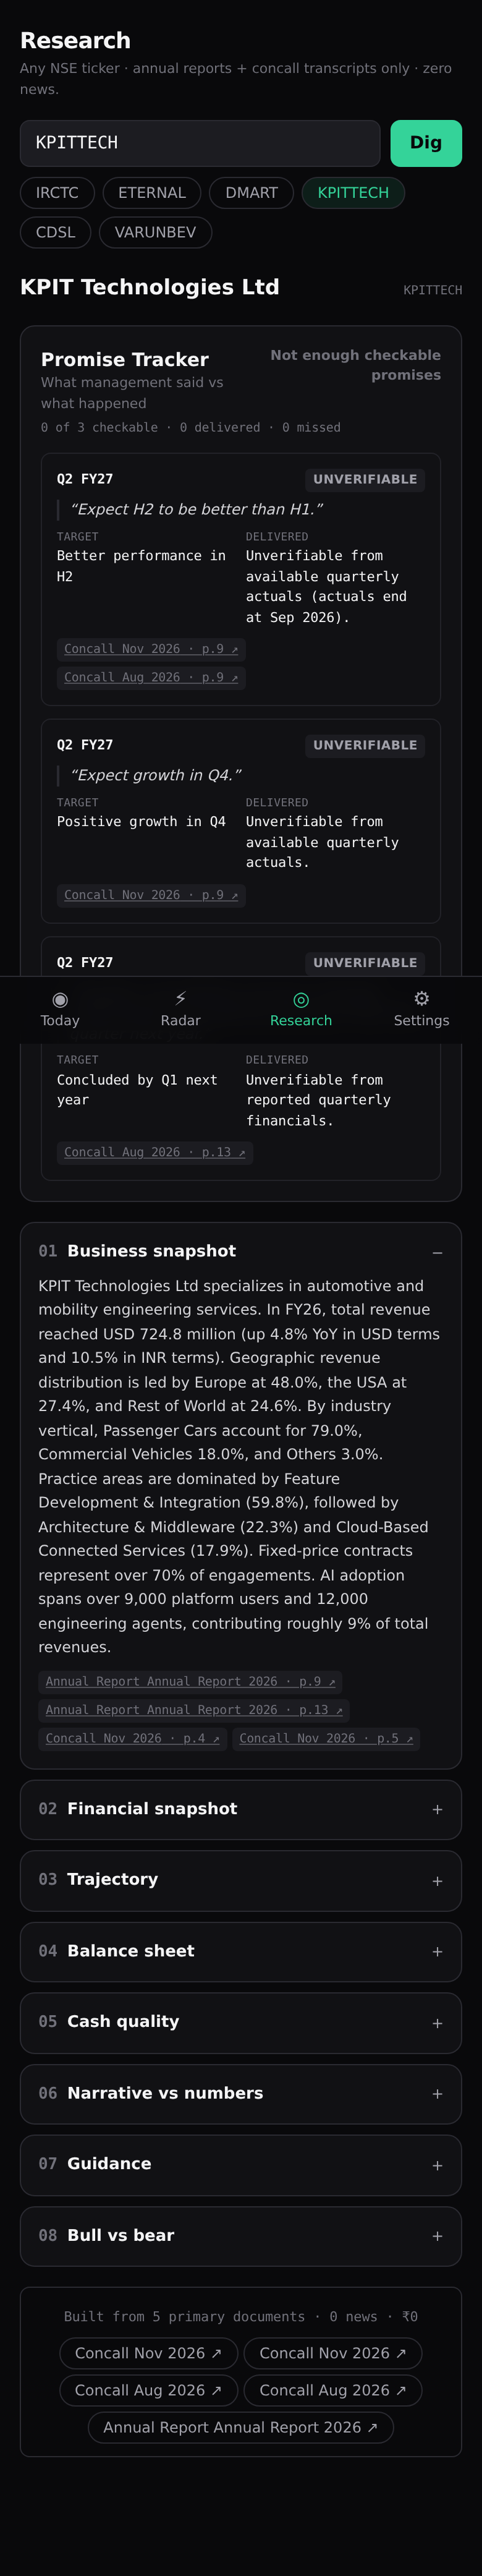 Research
Any NSE ticker · annual reports + concall transcripts only · zero
news.
KPITTECH
Dig
IRCTC
ETERNAL
DMART
KPITTECH
CDSL
VARUNBEV
KPIT Technologies Ltd
KPITTECH
Promise Tracker
Not enough checkable
promises
What management said vs
what happened
0 of 3 checkable · 0 delivered · 0 missed
Q2 FY27
UNVERIFIABLE
“Expect H2 to be better than H1.”
TARGET
Better performance in
H2
DELIVERED
Unverifiable from
available quarterly
actuals (actuals end
at Sep 2026).
Concall Nov 2026 · p.9 ↗
Concall Aug 2026 · p.9 ↗
Q2 FY27
UNVERIFIABLE
“Expect growth in Q4.”
TARGET
Positive growth in Q4
DELIVERED
Unverifiable from
available quarterly
actuals.
Concall Nov 2026 · p.9 ↗
Q2 FY27
UNVERIFIABLE
Today
Radar
Research
Settings
TARGET
Concluded by Q1 next
year
DELIVERED
Unverifiable from
reported quarterly
financials.
Concall Aug 2026 · p.13 ↗
01 Business snapshot −
KPIT Technologies Ltd specializes in automotive and
mobility engineering services. In FY26, total revenue
reached USD 724.8 million (up 4.8% YoY in USD terms
and 10.5% in INR terms). Geographic revenue
distribution is led by Europe at 48.0%, the USA at
27.4%, and Rest of World at 24.6%. By industry
vertical, Passenger Cars account for 79.0%,
Commercial Vehicles 18.0%, and Others 3.0%.
Practice areas are dominated by Feature
Development & Integration (59.8%), followed by
Architecture & Middleware (22.3%) and Cloud-Based
Connected Services (17.9%). Fixed-price contracts
represent over 70% of engagements. AI adoption
spans over 9,000 platform users and 12,000
engineering agents, contributing roughly 9% of total
revenues.
Annual Report Annual Report 2026 · p.9 ↗
Annual Report Annual Report 2026 · p.13 ↗
Concall Nov 2026 · p.4 ↗
Concall Nov 2026 · p.5 ↗
02 Financial snapshot +
03 Trajectory +
04 Balance sheet +
05 Cash quality +
06 Narrative vs numbers +
07 Guidance +
08 Bull vs bear +
Built from 5 primary documents · 0 news · ₹0
Concall Nov 2026 ↗
Concall Nov 2026 ↗
Concall Aug 2026 ↗
Concall Aug 2026 ↗
Annual Report Annual Report 2026 ↗